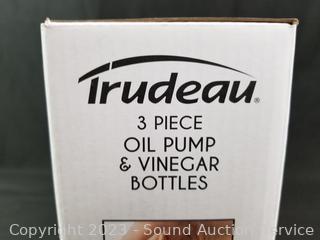 Trudeau®
3 PIECE
OIL PUMP
& VINEGAR
BOTTLES
Copyright 2023 - Sound Auction Service